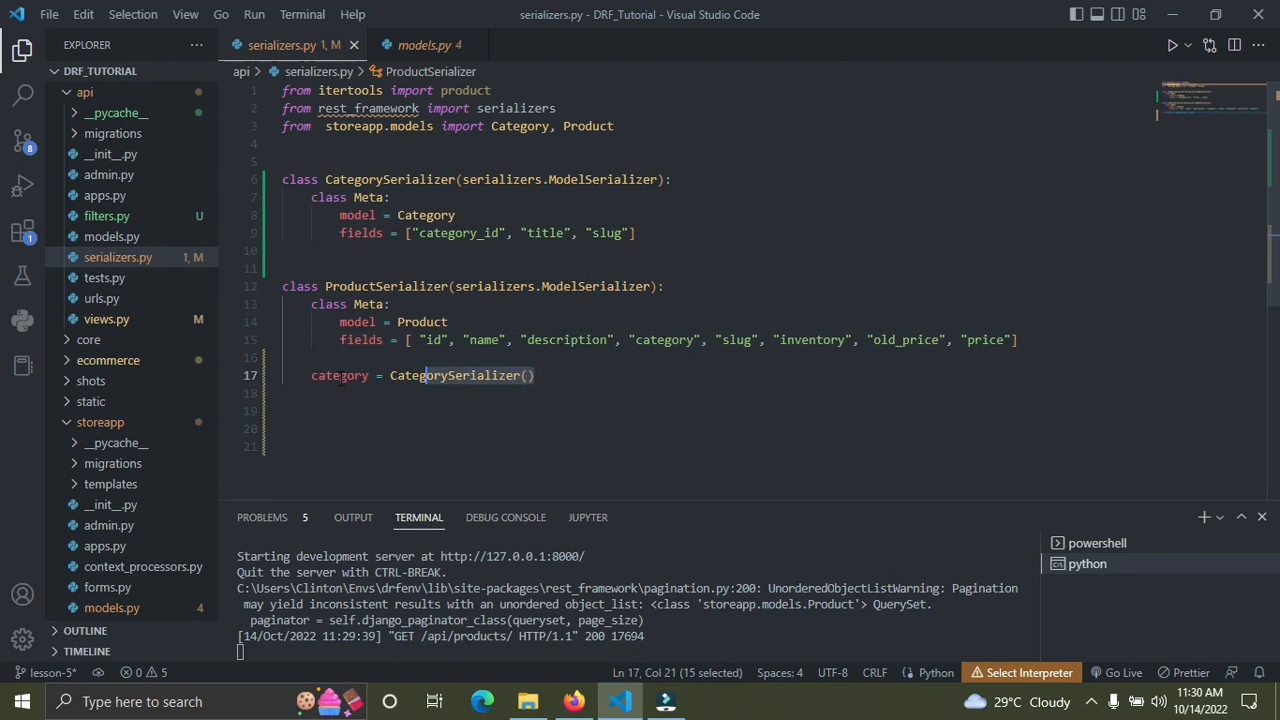 File Edit Selection View Go Run Terminal Help
serializers.py - DRF_Tutorial - Visual Studio Code
EXPLORER
serializers.py 1, M
models.py 4
DRF_TUTORIAL
api
__pycache__
migrations
__init__.py
admin.py
apps.py
filters.py U
models.py
serializers.py 1, M
tests.py
urls.py
views.py M
core
ecommerce
shots
static
storeapp
__pycache__
migrations
templates
__init__.py
admin.py
apps.py
context_processors.py
forms.py
models.py 4
OUTLINE
TIMELINE
8
1
api > serializers.py > ProductSerializer
1 from itertools import product
2 from rest_framework import serializers
3 from  storeapp.models import Category, Product
4
5
6 class CategorySerializer(serializers.ModelSerializer):
7 class Meta:
8 model = Category
9 fields = ["category_id", "title", "slug"]
10
11
12 class ProductSerializer(serializers.ModelSerializer):
13 class Meta:
14 model = Product
15 fields = [ "id", "name", "description", "category", "slug", "inventory", "old_price", "price"]
16
17 category = CategorySerializer()
18
19
20
21
PROBLEMS 5 OUTPUT TERMINAL DEBUG CONSOLE JUPYTER
Starting development server at http://127.0.0.1:8000/
Quit the server with CTRL-BREAK.
C:\Users\Clinton\Envs\drfenv\lib\site-packages\rest_framework\pagination.py:200: UnorderedObjectListWarning: Pagination
may yield inconsistent results with an unordered object_list: <class 'storeapp.models.Product'> QuerySet.
paginator = self.django_paginator_class(queryset, page_size)
[14/Oct/2022 11:29:39] "GET /api/products/ HTTP/1.1" 200 17694
powershell
python
lesson-5* 0 5 Ln 17, Col 21 (15 selected) Spaces: 4 UTF-8 CRLF Python Select Interpreter Go Live Prettier
Type here to search
29°C Cloudy
11:30 AM
10/14/2022